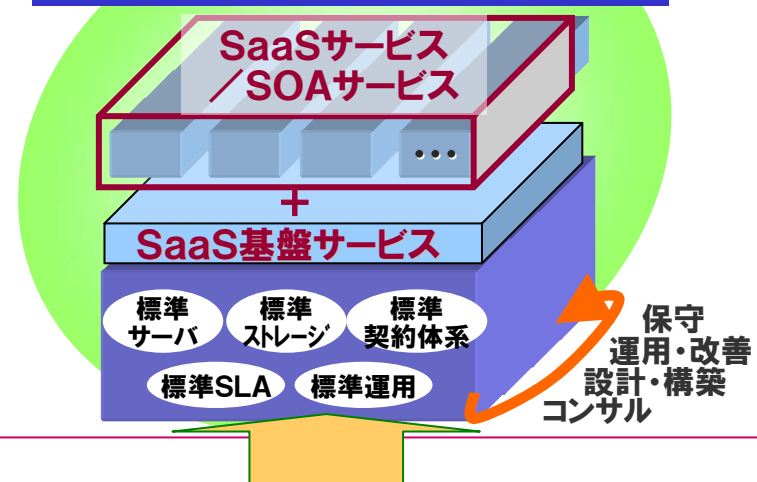 SaaSサービス
／SOAサービス
•••
＋
SaaS基盤サービス
標準
サーバ
標準
ストレージ
標準
契約体系
標準SLA
標準運用
保守
運用・改善
設計・構築
コンサル